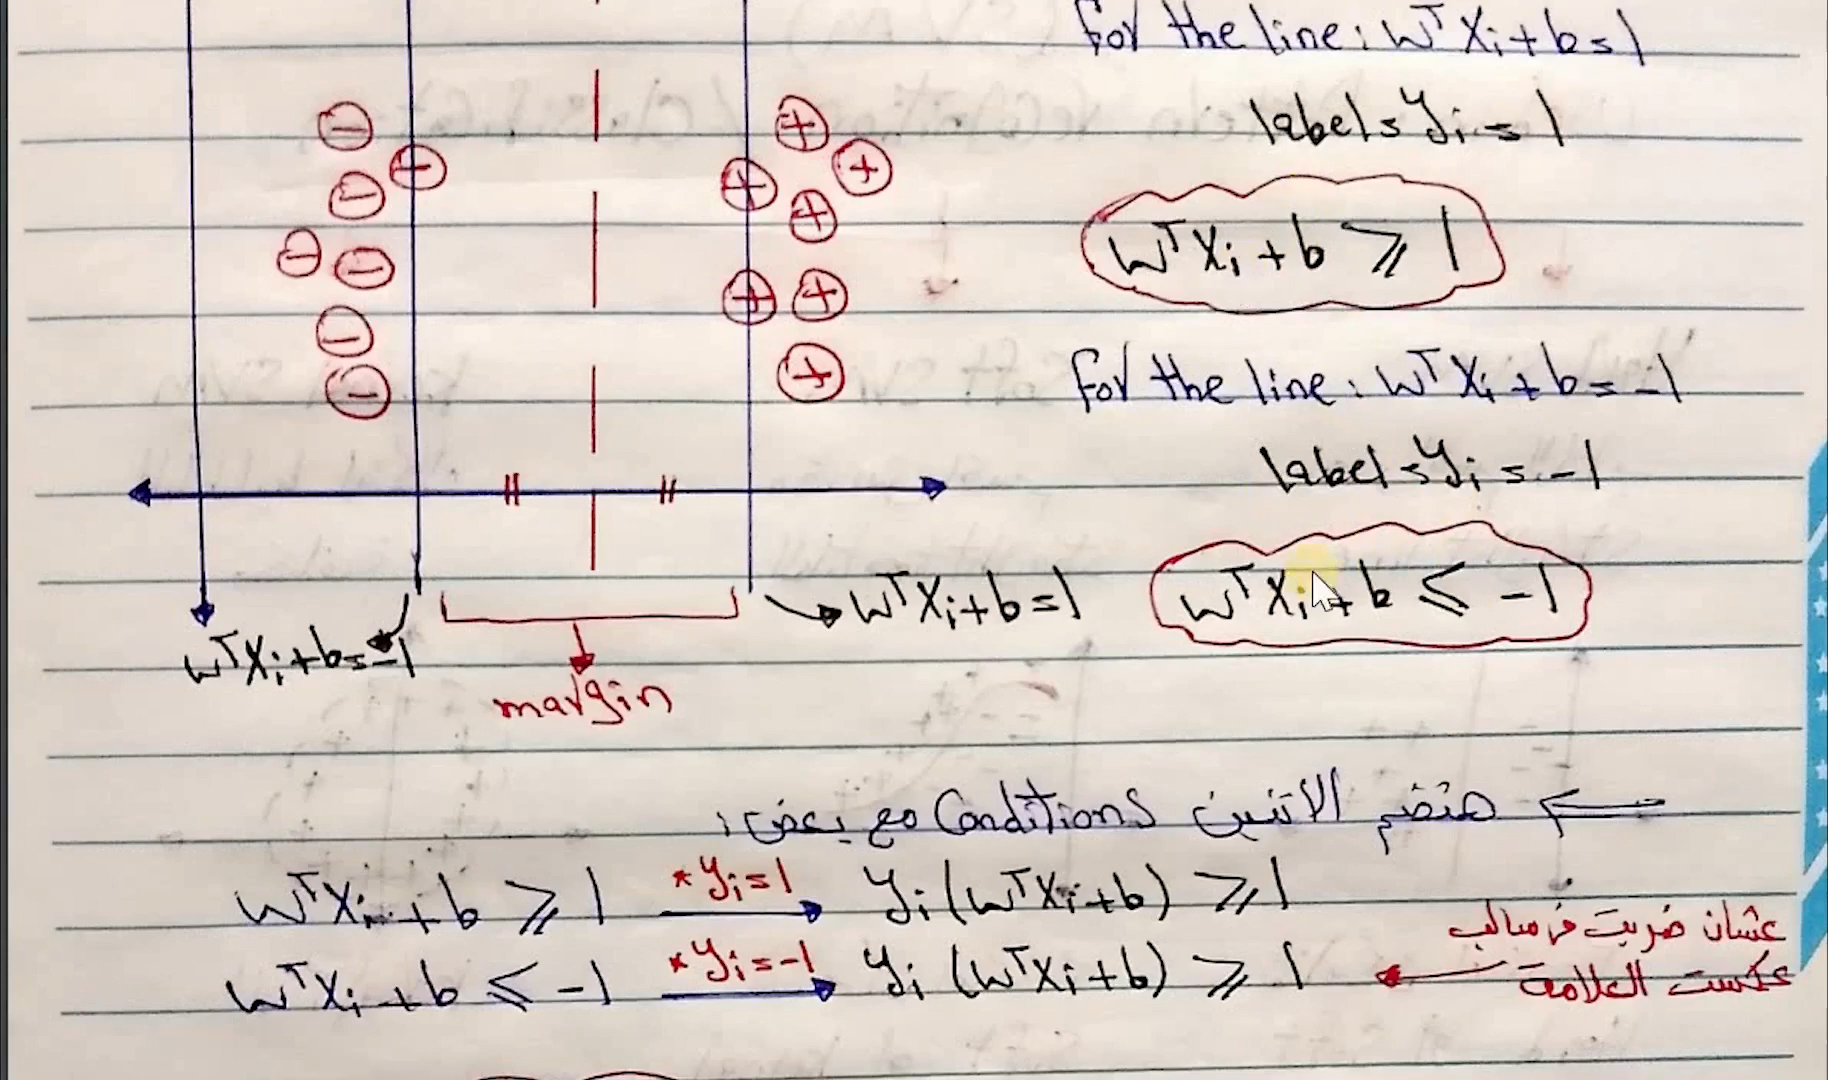 for the line: wᵀXᵢ+b=1
label=yᵢ=1
wᵀXᵢ+b ≥ 1
for the line: wᵀXᵢ+b=-1
label=yᵢ=-1
wᵀXᵢ+b ≤ -1
wᵀXᵢ+b=1
wᵀXᵢ+b=-1
margin
هنضم الاتنين Conditions مع بعض:
wᵀXᵢ+b ≥ 1 *yᵢ=1 yᵢ(wᵀXᵢ+b) ≥ 1
wᵀXᵢ+b ≤ -1 *yᵢ=-1 yᵢ(wᵀXᵢ+b) ≥ 1
عشان ضربت في سالب
عكست العلامة